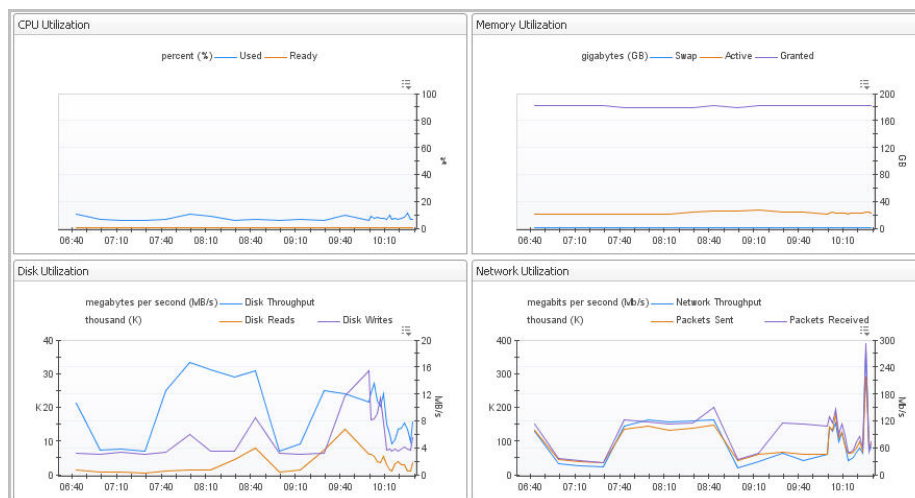 CPU Utilization
percent (%) Used Ready
100
80
60
40
20
0
%
06:40 07:10 07:40 08:10 08:40 09:10 09:40 10:10
Memory Utilization
gigabytes (GB) Swap Active Granted
200
160
120
80
40
0
GB
06:40 07:10 07:40 08:10 08:40 09:10 09:40 10:10
Disk Utilization
megabytes per second (MB/s) Disk Throughput
thousand (K) Disk Reads Disk Writes
40 20
30 16
K 20 12
10 8
0 4
0
MB/s
06:40 07:10 07:40 08:10 08:40 09:10 09:40 10:10
Network Utilization
megabits per second (Mb/s) Network Throughput
thousand (K) Packets Sent Packets Received
400 300
300 240
K 200 180
100 120
0 60
0
Mb/s
06:40 07:10 07:40 08:10 08:40 09:10 09:40 10:10